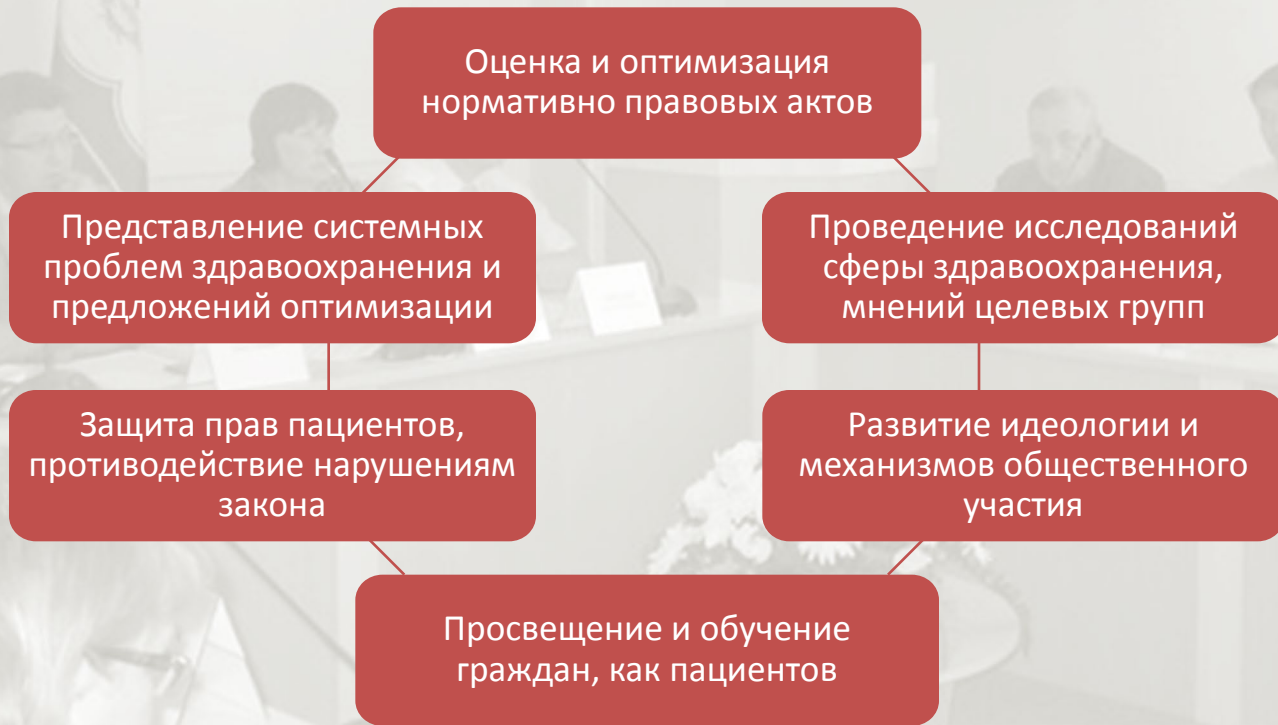 Оценка и оптимизация
нормативно правовых актов
Представление системных
проблем здравоохранения и
предложений оптимизации
Проведение исследований
сферы здравоохранения,
мнений целевых групп
Защита прав пациентов,
противодействие нарушениям
закона
Развитие идеологии и
механизмов общественного
участия
Просвещение и обучение
граждан, как пациентов